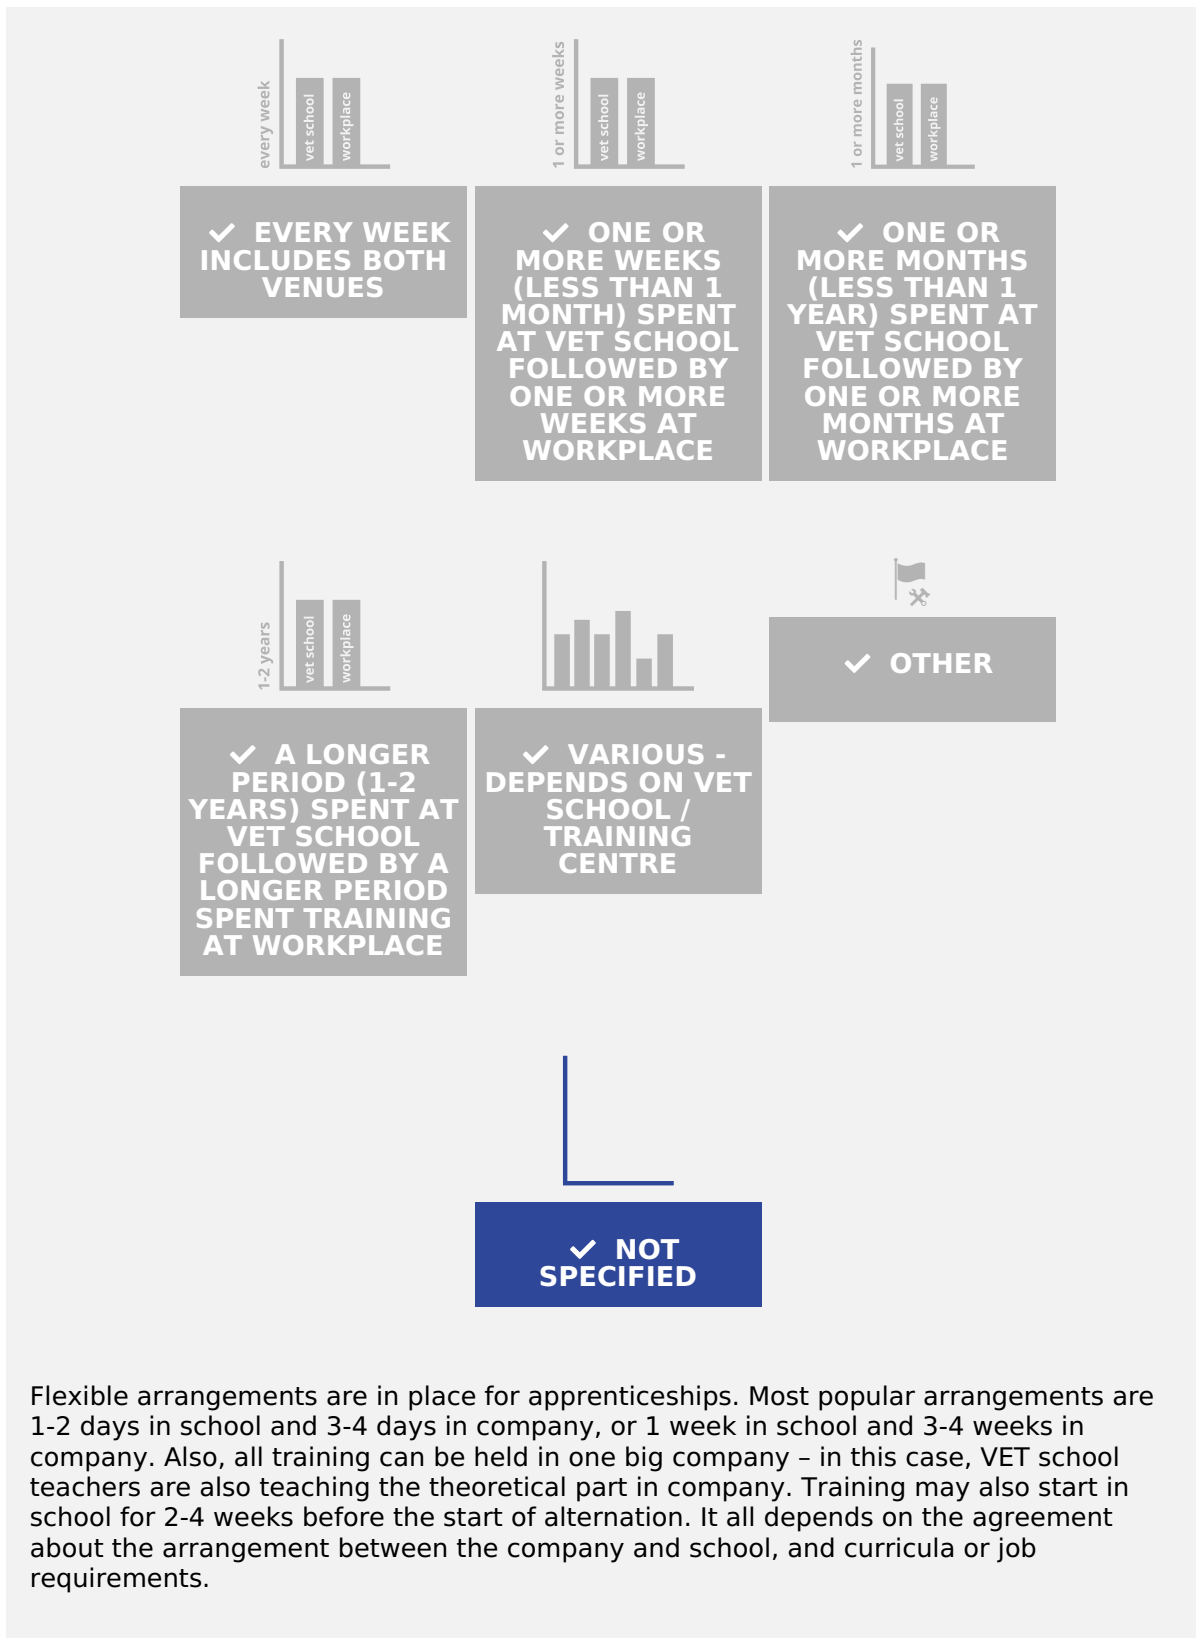 every week
vet school
workplace
1 or more weeks
vet school
workplace
1 or more months
vet school
workplace
EVERY WEEK
INCLUDES BOTH
VENUES
ONE OR
MORE WEEKS
(LESS THAN 1
MONTH) SPENT
AT VET SCHOOL
FOLLOWED BY
ONE OR MORE
WEEKS AT
WORKPLACE
ONE OR
MORE MONTHS
(LESS THAN 1
YEAR) SPENT AT
VET SCHOOL
FOLLOWED BY
ONE OR MORE
MONTHS AT
WORKPLACE
1-2 years
vet school
workplace
A LONGER
PERIOD (1-2
YEARS) SPENT AT
VET SCHOOL
FOLLOWED BY A
LONGER PERIOD
SPENT TRAINING
AT WORKPLACE
VARIOUS -
DEPENDS ON VET
SCHOOL /
TRAINING
CENTRE
OTHER
NOT
SPECIFIED
Flexible arrangements are in place for apprenticeships. Most popular arrangements are
1-2 days in school and 3-4 days in company, or 1 week in school and 3-4 weeks in
company. Also, all training can be held in one big company – in this case, VET school
teachers are also teaching the theoretical part in company. Training may also start in
school for 2-4 weeks before the start of alternation. It all depends on the agreement
about the arrangement between the company and school, and curricula or job
requirements.